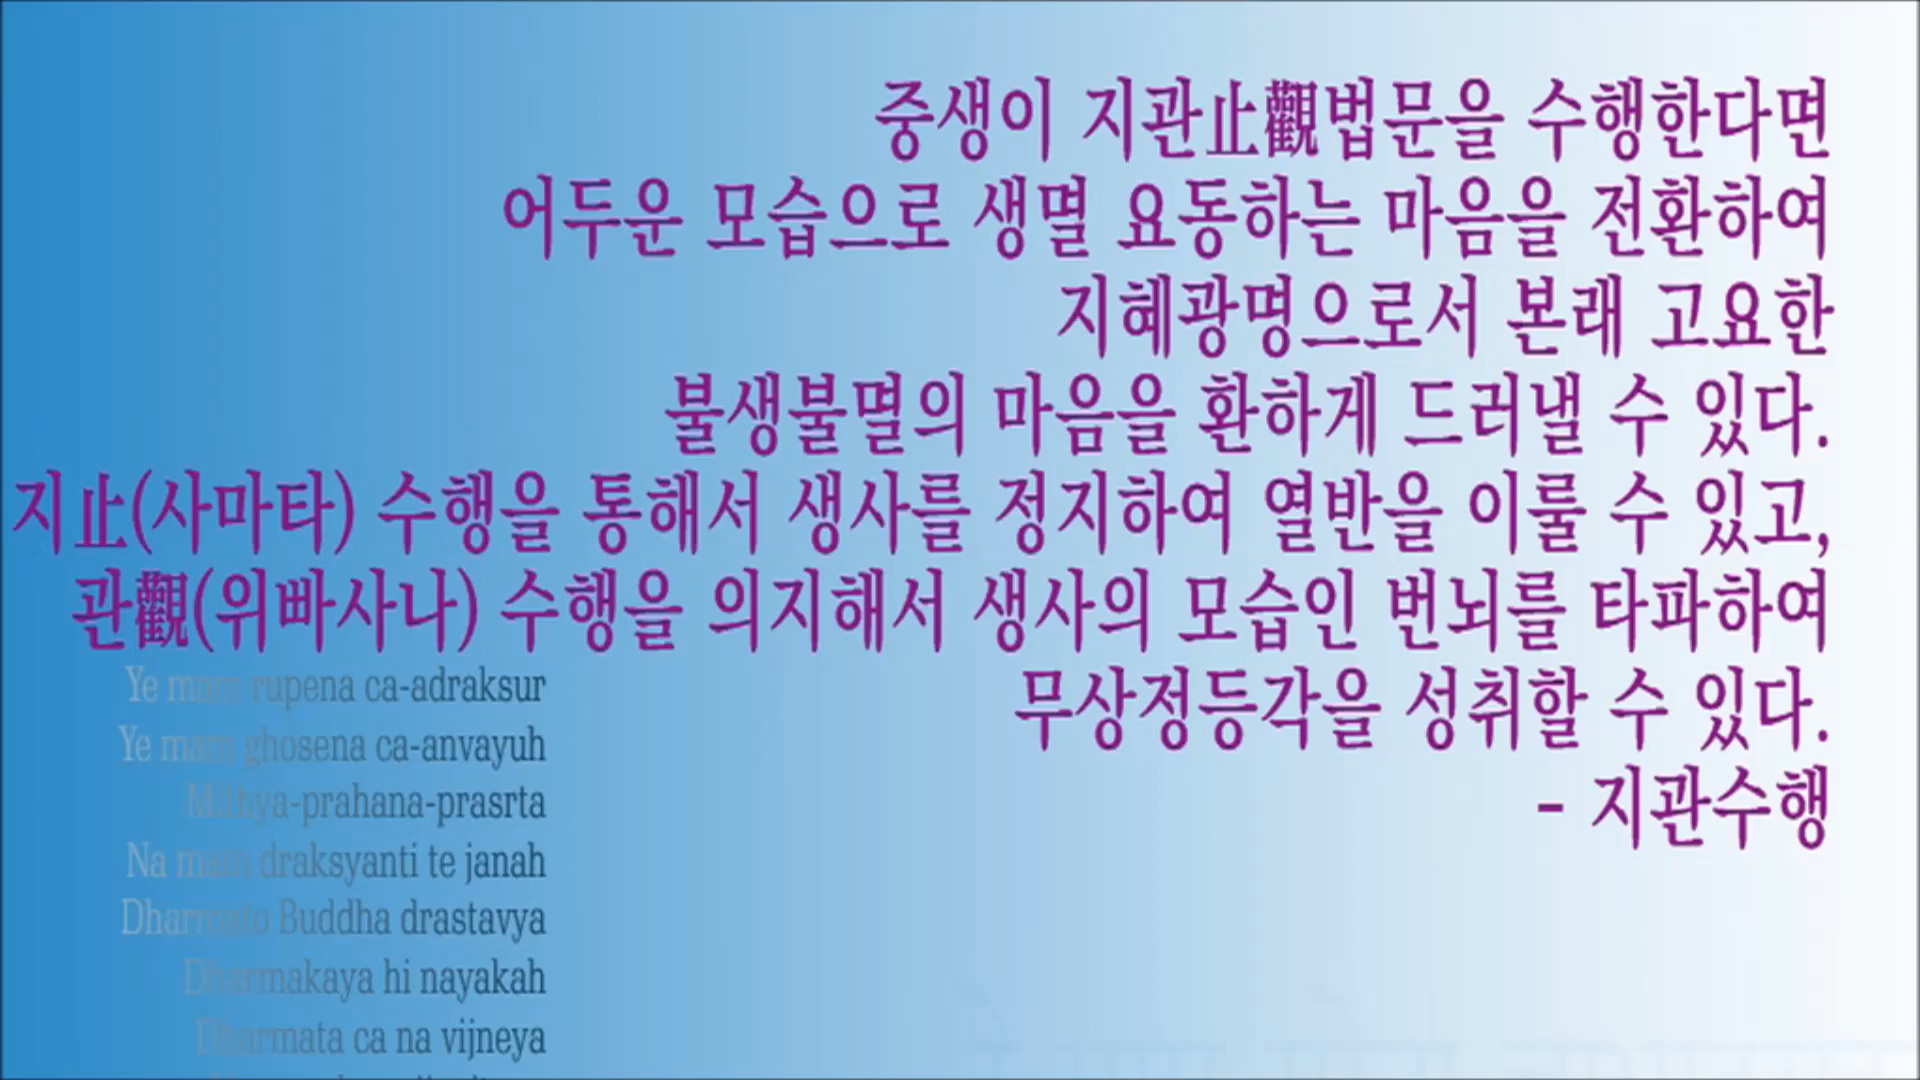 중생이 지관止觀법문을 수행한다면
어두운 모습으로 생멸 요동하는 마음을 전환하여
지혜광명으로서 본래 고요한
불생불멸의 마음을 환하게 드러낼 수 있다.
지止(사마타) 수행을 통해서 생사를 정지하여 열반을 이룰 수 있고,
관觀(위빠사나) 수행을 의지해서 생사의 모습인 번뇌를 타파하여
무상정등각을 성취할 수 있다.
- 지관수행
Ye mam rupena ca-adraksur
Ye mam ghosena ca-anvayuh
Mithya-prahana-prasrta
Na mam draksyanti te janah
Dharmato Buddha drastavya
Dharmakaya hi nayakah
Dharmata ca na vijneya